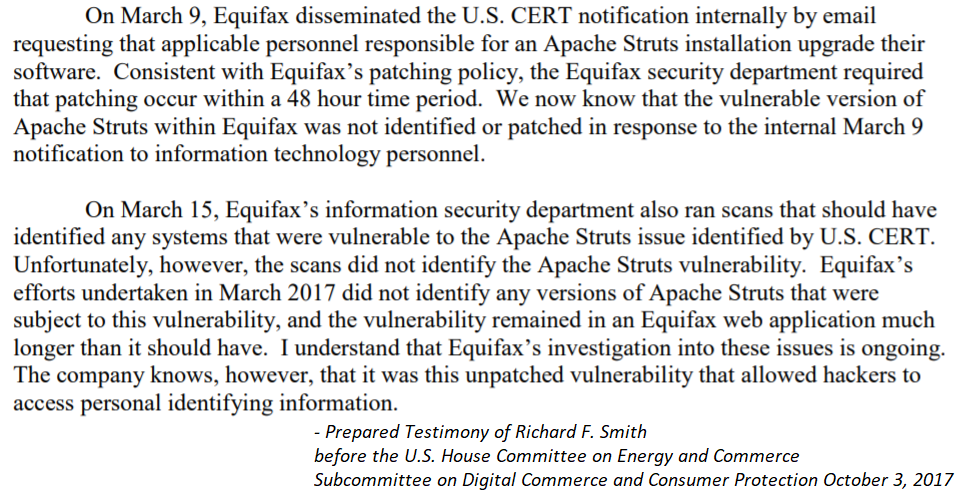 On March 9, Equifax disseminated the U.S. CERT notification internally by email
requesting that applicable personnel responsible for an Apache Struts installation upgrade their
software.  Consistent with Equifax’s patching policy, the Equifax security department required
that patching occur within a 48 hour time period.  We now know that the vulnerable version of
Apache Struts within Equifax was not identified or patched in response to the internal March 9
notification to information technology personnel.
On March 15, Equifax’s information security department also ran scans that should have
identified any systems that were vulnerable to the Apache Struts issue identified by U.S. CERT.
Unfortunately, however, the scans did not identify the Apache Struts vulnerability.  Equifax’s
efforts undertaken in March 2017 did not identify any versions of Apache Struts that were
subject to this vulnerability, and the vulnerability remained in an Equifax web application much
longer than it should have.  I understand that Equifax’s investigation into these issues is ongoing.
The company knows, however, that it was this unpatched vulnerability that allowed hackers to
access personal identifying information.
- Prepared Testimony of Richard F. Smith
before the U.S. House Committee on Energy and Commerce
Subcommittee on Digital Commerce and Consumer Protection October 3, 2017